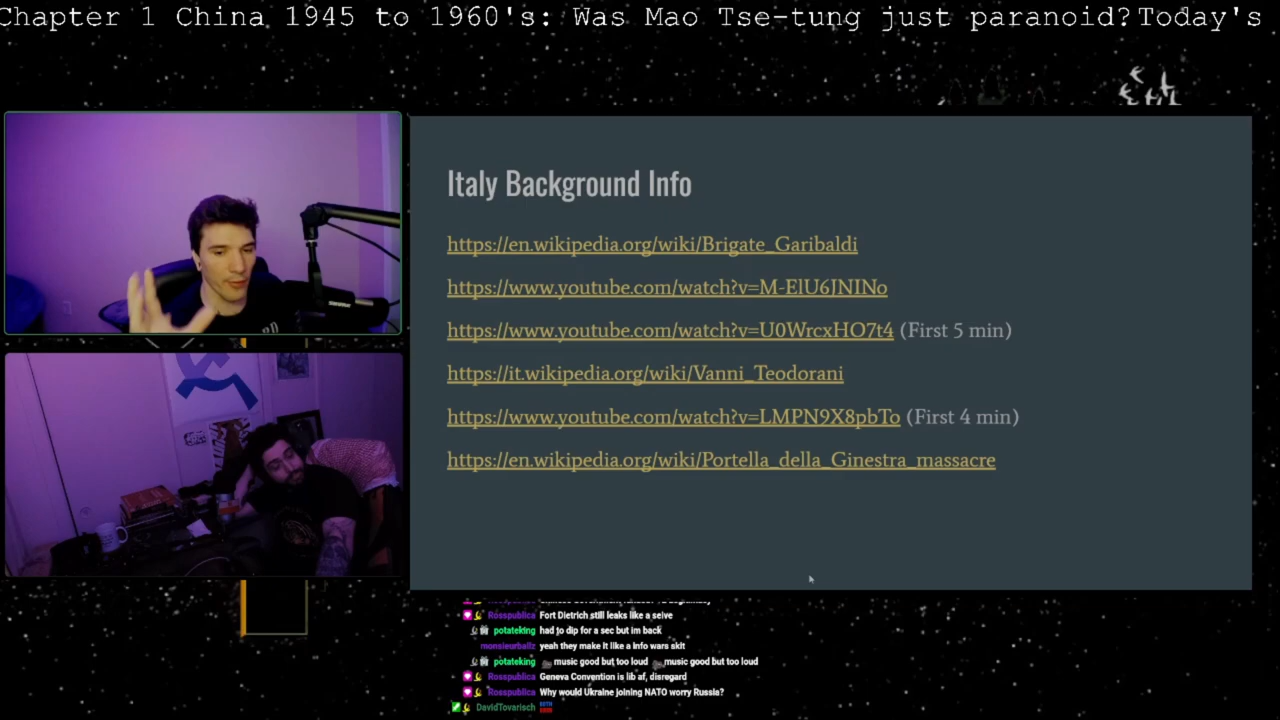 Chapter 1 China 1945 to 1960's: Was Mao Tse-tung just paranoid?Today's
Italy Background Info
https://en.wikipedia.org/wiki/Brigate_Garibaldi
https://www.youtube.com/watch?v=M-ElU6JNINo
https://www.youtube.com/watch?v=U0WrcxHO7t4 (First 5 min)
https://it.wikipedia.org/wiki/Vanni_Teodorani
https://www.youtube.com/watch?v=LMPN9X8pbTo (First 4 min)
https://en.wikipedia.org/wiki/Portella_della_Ginestra_massacre
Rosspublica Fort Dietrich still leaks like a seive
potateking had to dip for a sec but im back
monsieurballz yeah they make it like a info wars skit
potateking music good but too loud music good but too loud
Rosspublica Geneva Convention is lib af, disregard
Rosspublica Why would Ukraine joining NATO worry Russia?
DavidTovarisch